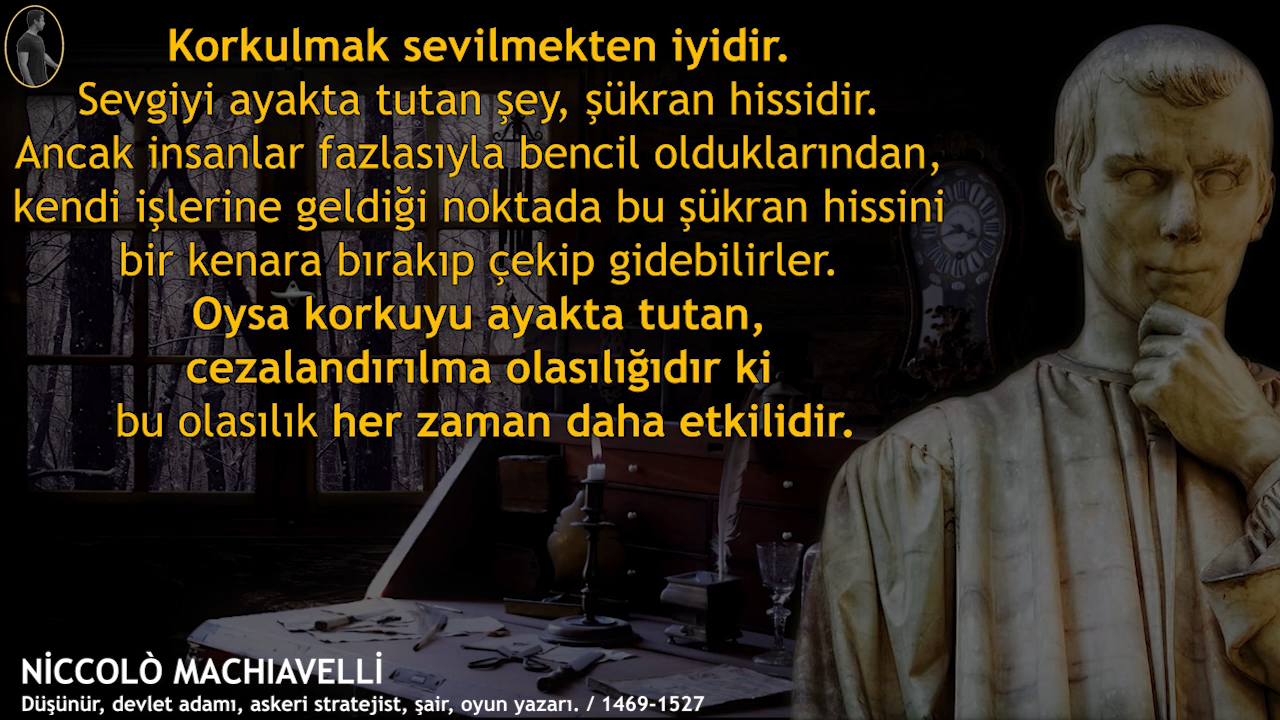 Korkulmak sevilmekten iyidir.
Sevgiyi ayakta tutan şey, şükran hissidir.
Ancak insanlar fazlasıyla bencil olduklarından,
kendi işlerine geldiği noktada bu şükran hissini
bir kenara bırakıp çekip gidebilirler.
Oysa korkuyu ayakta tutan,
cezalandırılma olasılığıdır ki
bu olasılık her zaman daha etkilidir.
NİCCOLÒ MACHIAVELLİ
Düşünür, devlet adamı, askeri stratejist, şair, oyun yazarı. / 1469-1527